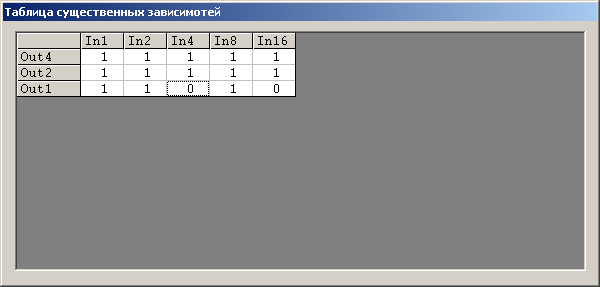 Таблица существенных зависимотей
In1 In2 In4 In8 In16
Out4 1 1 1 1 1
Out2 1 1 1 1 1
Out1 1 1 0 1 0